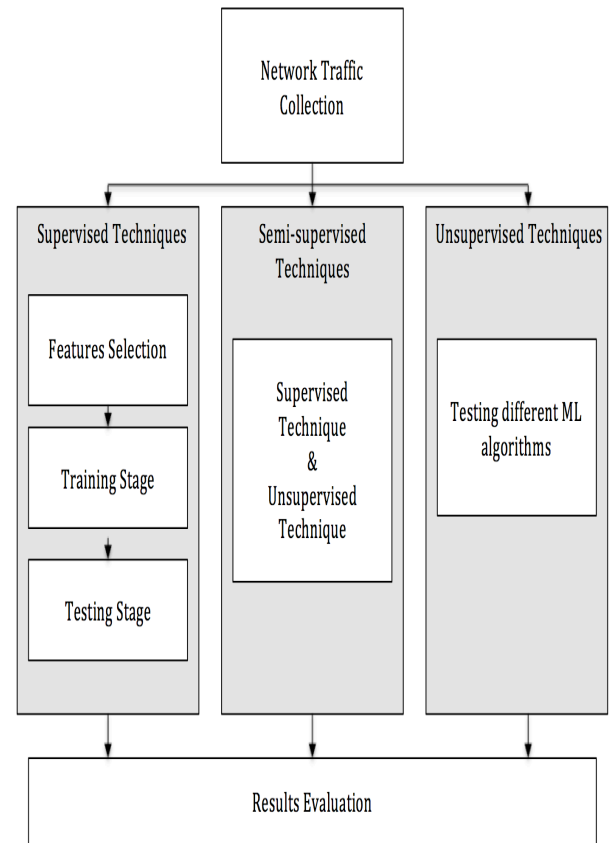 Network Traffic
Collection
Supervised Techniques
Features Selection
Training Stage
Testing Stage
Semi-supervised
Techniques
Supervised
Technique
&
Unsupervised
Technique
Unsupervised Techniques
Testing different ML
algorithms
Results Evaluation